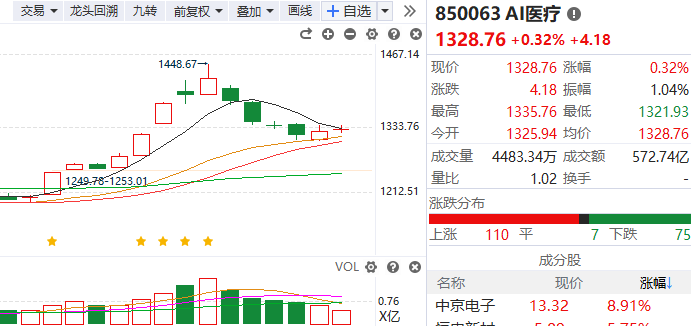 交易 龙头回溯 九转 前复权 叠加 画线 自选
1467.14
1448.67
1333.76
1249.78-1253.01
1212.51
VOL
0.76
X亿
850063 AI医疗
1328.76 +0.32% +4.18
现价 1328.76 涨幅 0.32%
涨跌 4.18 振幅 1.04%
最高 1335.76 最低 1321.93
今开 1325.94 均价 1328.76
成交量 4483.34万 成交额 572.74亿
量比 1.02 换手 -
涨跌分布
上涨 110 平 7 下跌 75
成分股
名称 现价 涨幅↓
中京电子 13.32 8.91%